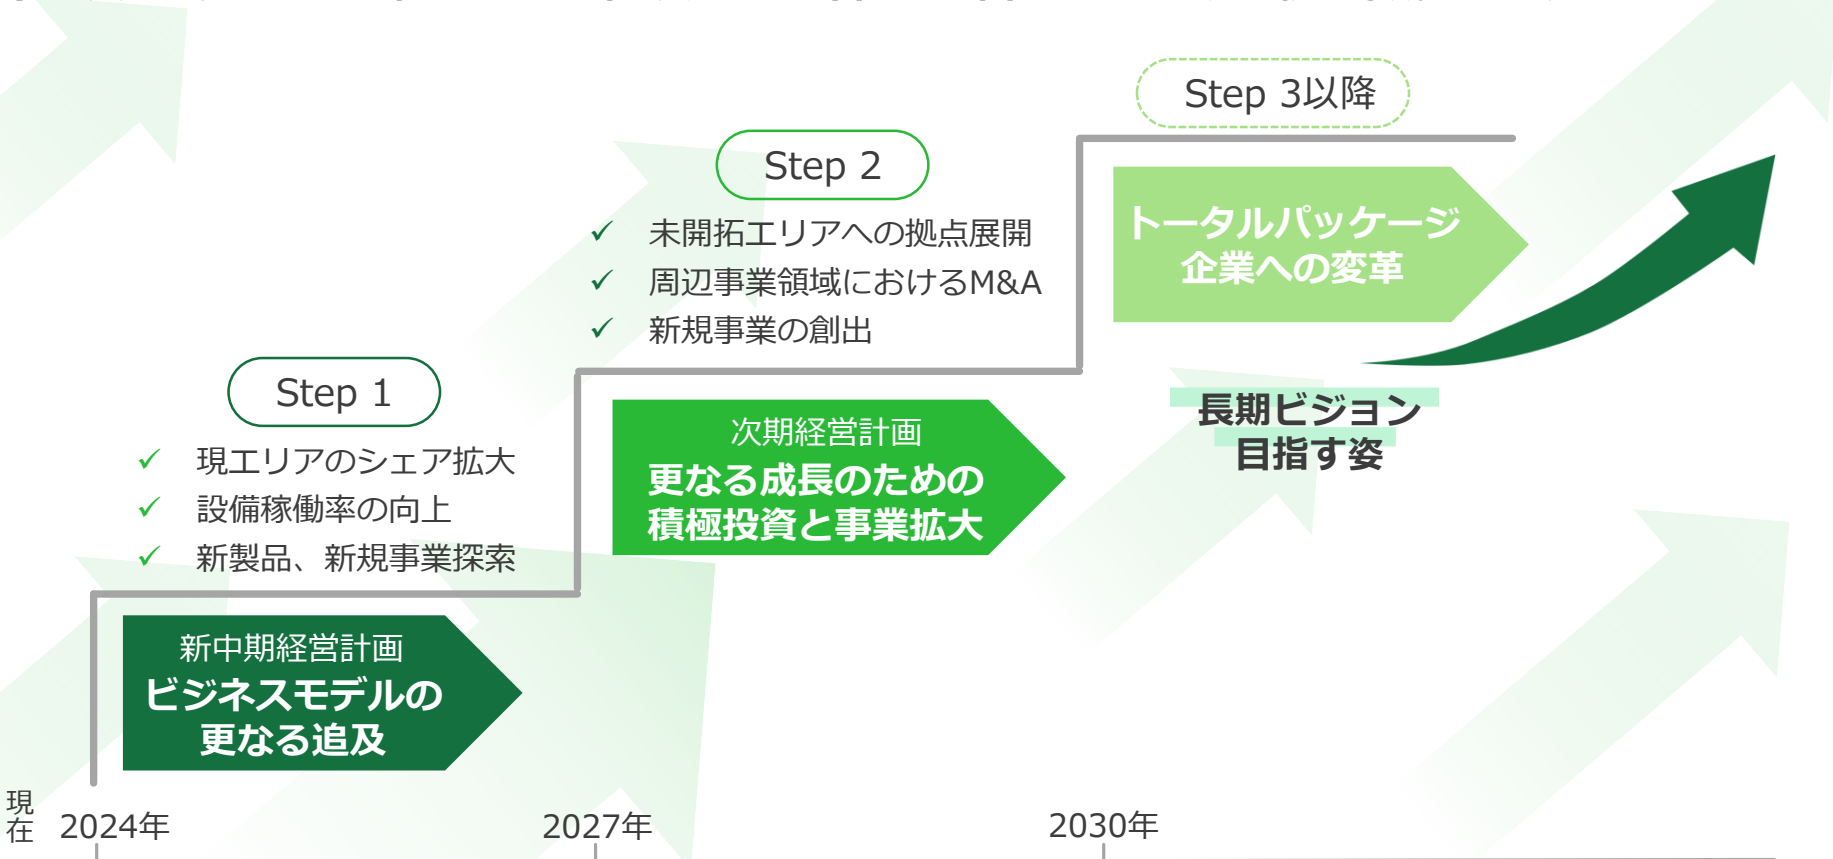 Step 3以降
トータルパッケージ
企業への変革
長期ビジョン
目指す姿
Step 2
未開拓エリアへの拠点展開
周辺事業領域におけるM&A
新規事業の創出
次期経営計画
更なる成長のための
積極投資と事業拡大
Step 1
現エリアのシェア拡大
設備稼働率の向上
新製品、新規事業探索
新中期経営計画
ビジネスモデルの
更なる追及
現在
2024年
2027年
2030年